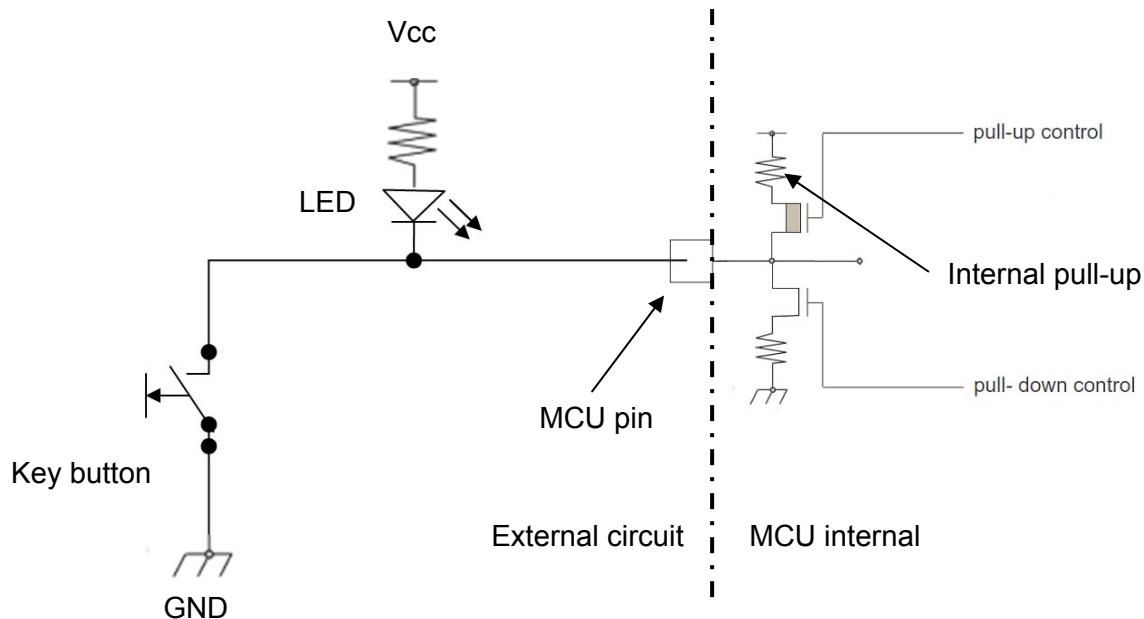 Vcc
LED
pull-up control
Internal pull-up
pull- down control
MCU pin
Key button
External circuit
MCU internal
GND